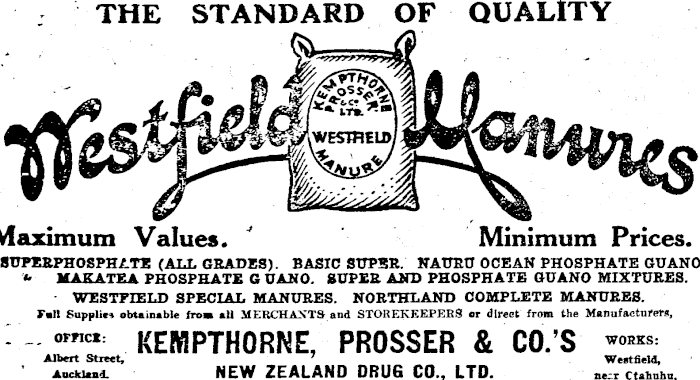 THE STANDARD OF QUALITY
Westfield Manures
KEMPTHORNE
PROSSER
& Co.
LTD.
WESTFIELD
MANURE
Maximum Values. Minimum Prices.
SUPERPHOSPHATE (ALL GRADES). BASIC SUPER. NAURU OCEAN PHOSPHATE GUANO
MAKATEA PHOSPHATE GUANO. SUPER AND PHOSPHATE GUANO MIXTURES.
WESTFIELD SPECIAL MANURES. NORTHLAND COMPLETE MANURES.
Full Supplies obtainable from all MERCHANTS and STOREKEEPERS or direct from the Manufacturers,
OFFICE:
Albert Street,
Auckland.
KEMPTHORNE, PROSSER & CO.'S
NEW ZEALAND DRUG CO., LTD.
WORKS:
Westfield,
near Otahuhu.